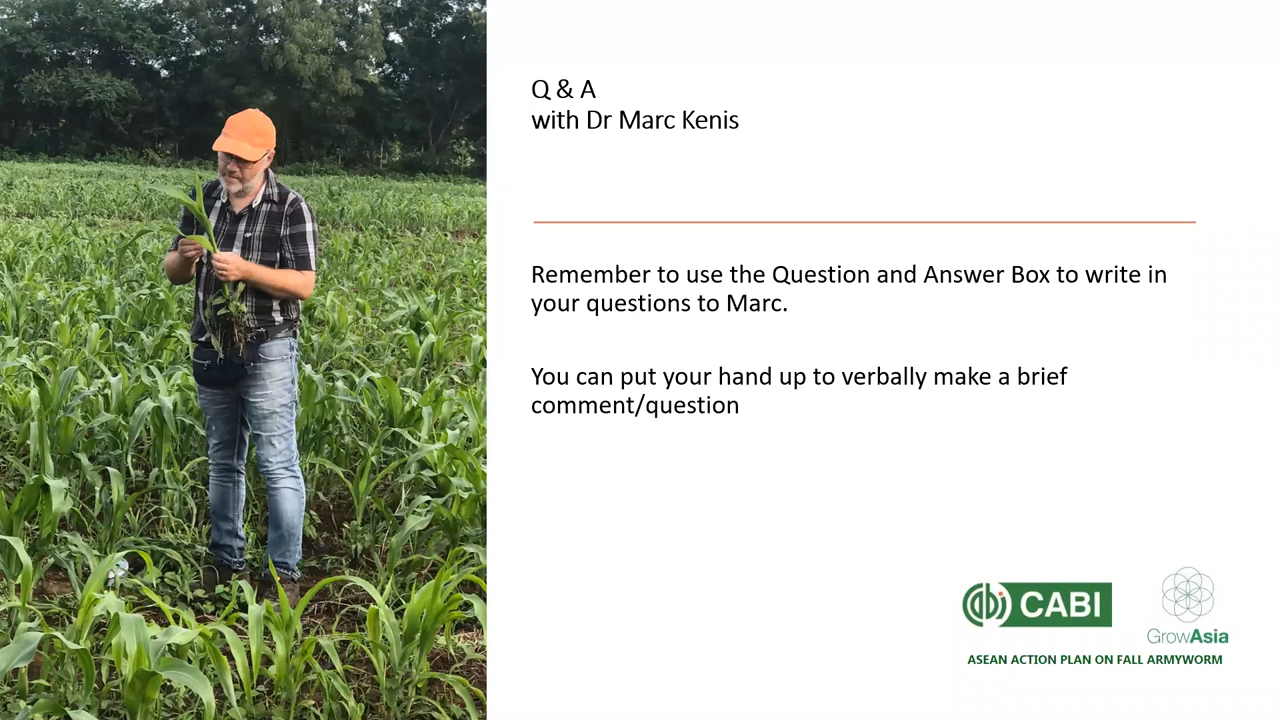 Q & A
with Dr Marc Kenis
Remember to use the Question and Answer Box to write in
your questions to Marc.
You can put your hand up to verbally make a brief
comment/question
CABI
GrowAsia
ASEAN ACTION PLAN ON FALL ARMYWORM